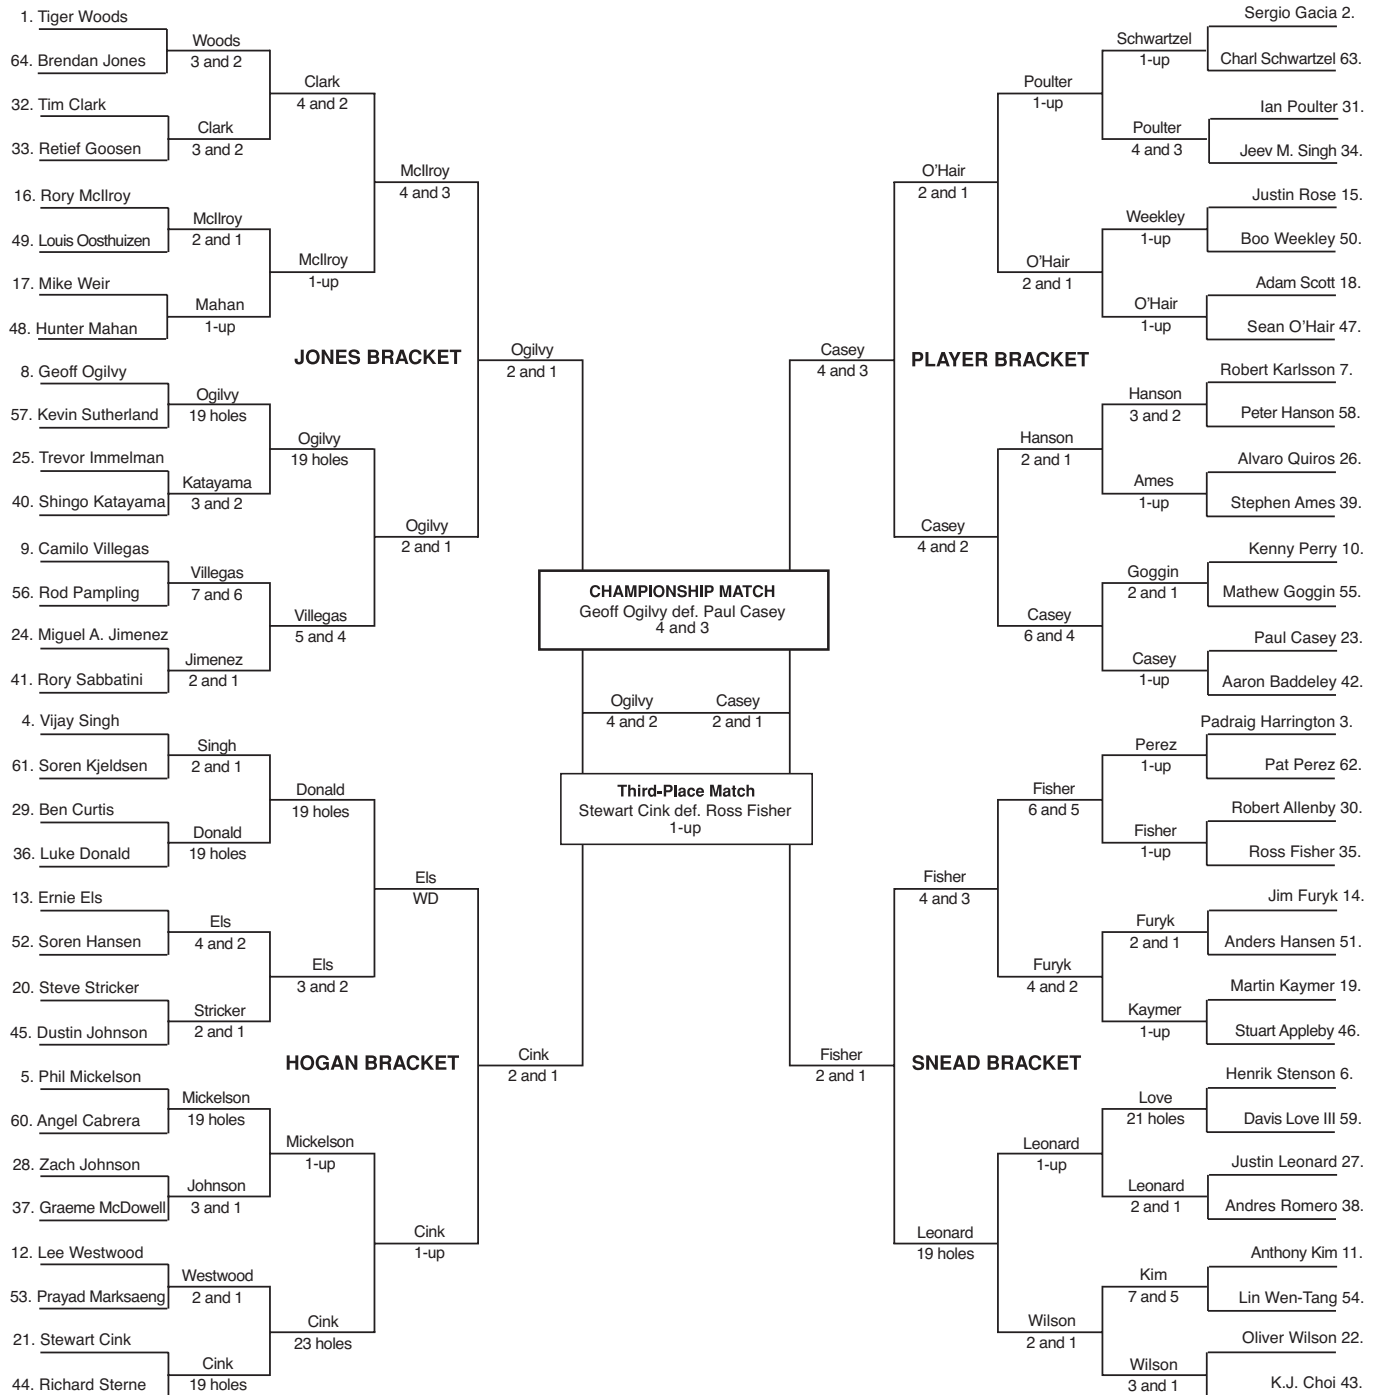 1. Tiger Woods
64. Brendan Jones
32. Tim Clark
33. Retief Goosen
16. Rory McIlroy
49. Louis Oosthuizen
17. Mike Weir
48. Hunter Mahan
8. Geoff Ogilvy
57. Kevin Sutherland
25. Trevor Immelman
40. Shingo Katayama
9. Camilo Villegas
56. Rod Pampling
24. Miguel A. Jimenez
41. Rory Sabbatini
4. Vijay Singh
61. Soren Kjeldsen
29. Ben Curtis
36. Luke Donald
13. Ernie Els
52. Soren Hansen
20. Steve Stricker
45. Dustin Johnson
5. Phil Mickelson
60. Angel Cabrera
28. Zach Johnson
37. Graeme McDowell
12. Lee Westwood
53. Prayad Marksaeng
21. Stewart Cink
44. Richard Sterne
Woods
3 and 2
Clark
3 and 2
McIlroy
2 and 1
Mahan
1-up
Ogilvy
19 holes
Katayama
3 and 2
Villegas
7 and 6
Jimenez
2 and 1
Singh
2 and 1
Donald
19 holes
Els
4 and 2
Stricker
2 and 1
Mickelson
19 holes
Johnson
3 and 1
Westwood
2 and 1
Cink
19 holes
Clark
4 and 2
McIlroy
1-up
Ogilvy
19 holes
Villegas
5 and 4
Donald
19 holes
Els
3 and 2
Mickelson
1-up
Cink
23 holes
McIlroy
4 and 3
Ogilvy
2 and 1
Els
WD
Cink
1-up
JONES BRACKET
HOGAN BRACKET
Ogilvy
2 and 1
Cink
2 and 1
CHAMPIONSHIP MATCH
Geoff Ogilvy def. Paul Casey
4 and 3
Ogilvy
4 and 2
Casey
2 and 1
Third-Place Match
Stewart Cink def. Ross Fisher
1-up
Casey
4 and 3
Fisher
2 and 1
PLAYER BRACKET
SNEAD BRACKET
O'Hair
2 and 1
Casey
4 and 2
Fisher
4 and 3
Leonard
19 holes
Poulter
1-up
O'Hair
2 and 1
Hanson
2 and 1
Casey
6 and 4
Fisher
6 and 5
Furyk
4 and 2
Leonard
1-up
Wilson
2 and 1
Schwartzel
1-up
Poulter
4 and 3
Weekley
1-up
O'Hair
1-up
Hanson
3 and 2
Ames
1-up
Goggin
2 and 1
Casey
1-up
Perez
1-up
Fisher
1-up
Furyk
2 and 1
Kaymer
1-up
Love
21 holes
Leonard
2 and 1
Kim
7 and 5
Wilson
3 and 1
Sergio Gacia 2.
Charl Schwartzel 63.
Ian Poulter 31.
Jeev M. Singh 34.
Justin Rose 15.
Boo Weekley 50.
Adam Scott 18.
Sean O'Hair 47.
Robert Karlsson 7.
Peter Hanson 58.
Alvaro Quiros 26.
Stephen Ames 39.
Kenny Perry 10.
Mathew Goggin 55.
Paul Casey 23.
Aaron Baddeley 42.
Padraig Harrington 3.
Pat Perez 62.
Robert Allenby 30.
Ross Fisher 35.
Jim Furyk 14.
Anders Hansen 51.
Martin Kaymer 19.
Stuart Appleby 46.
Henrik Stenson 6.
Davis Love III 59.
Justin Leonard 27.
Andres Romero 38.
Anthony Kim 11.
Lin Wen-Tang 54.
Oliver Wilson 22.
K.J. Choi 43.